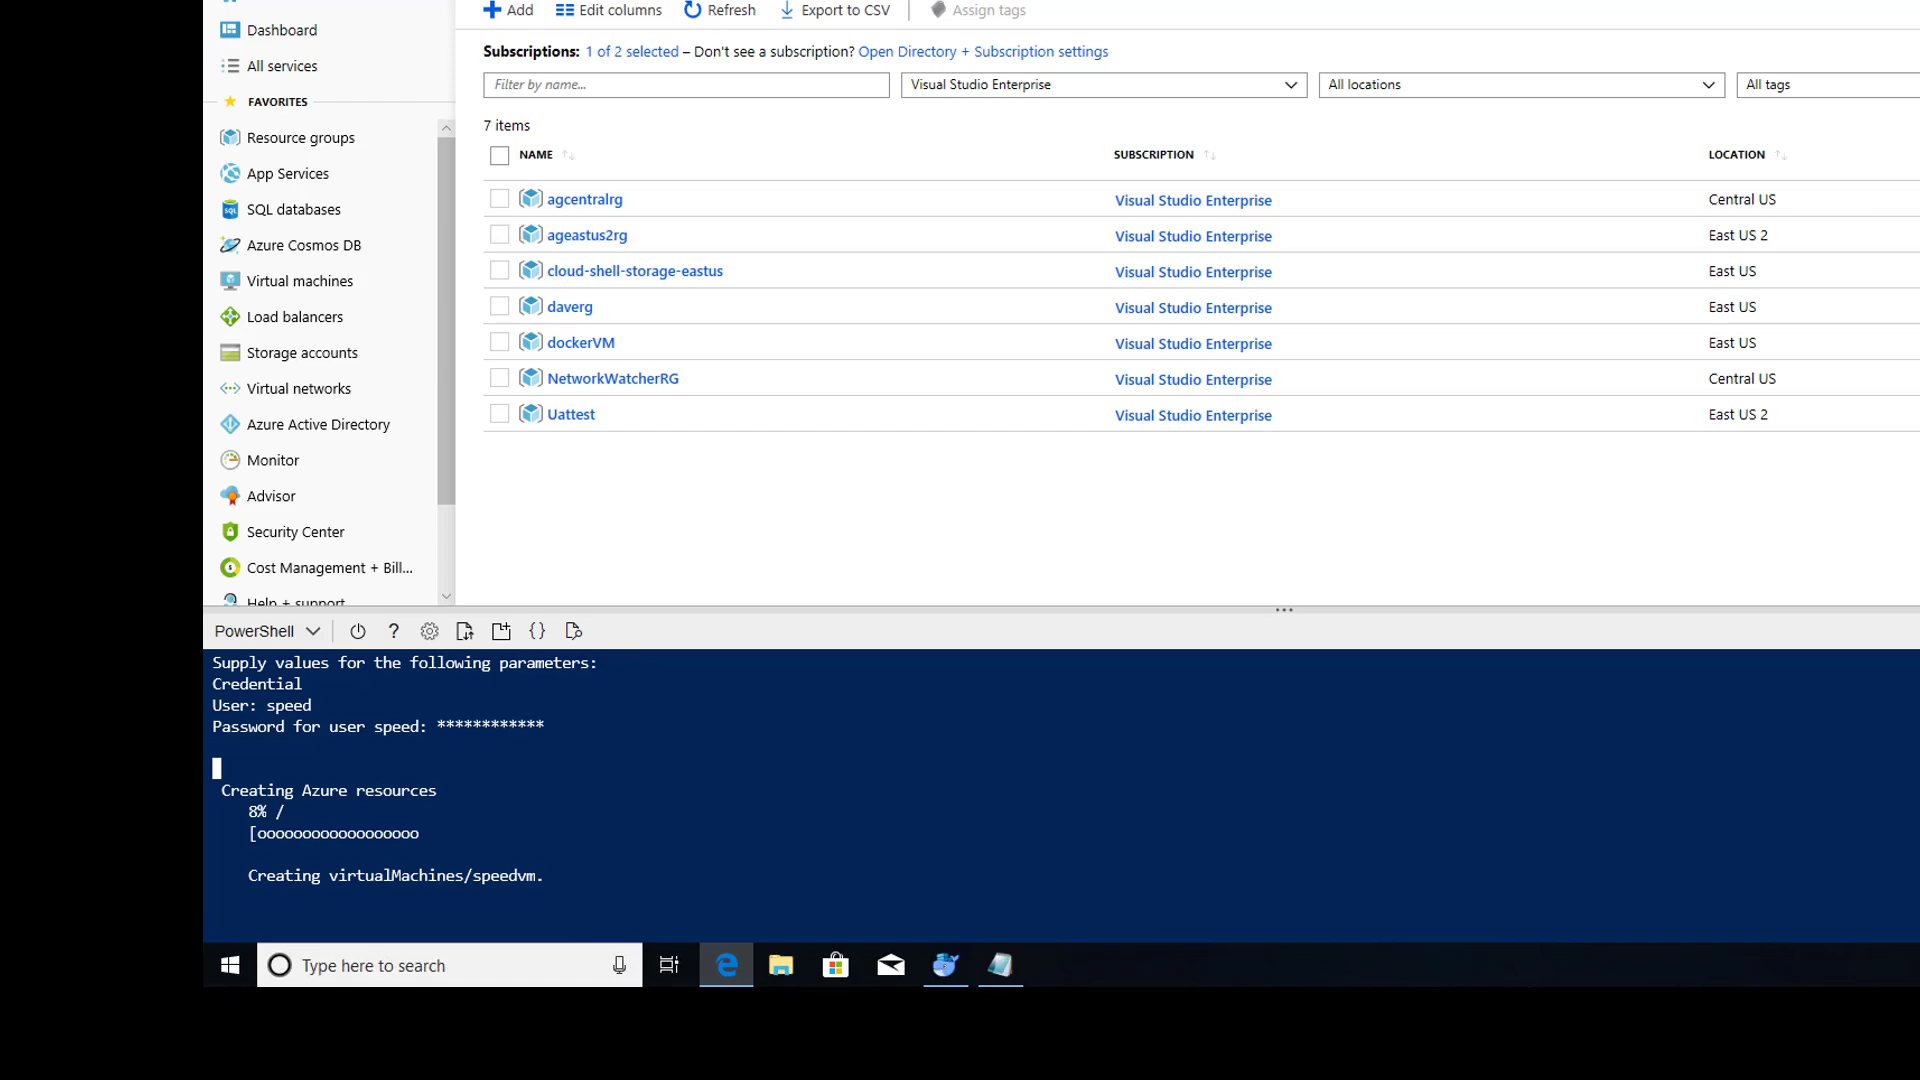 Add Edit columns Refresh Export to CSV Assign tags
Dashboard
All services
FAVORITES
Resource groups
App Services
SQL databases
Azure Cosmos DB
Virtual machines
Load balancers
Storage accounts
Virtual networks
Azure Active Directory
Monitor
Advisor
Security Center
Cost Management + Bill...
Help + support
Subscriptions: 1 of 2 selected – Don't see a subscription? Open Directory + Subscription settings
Filter by name... Visual Studio Enterprise All locations All tags
7 items
NAME SUBSCRIPTION LOCATION
agcentralrg Visual Studio Enterprise Central US
ageastus2rg Visual Studio Enterprise East US 2
cloud-shell-storage-eastus Visual Studio Enterprise East US
daverg Visual Studio Enterprise East US
dockerVM Visual Studio Enterprise East US
NetworkWatcherRG Visual Studio Enterprise Central US
Uattest Visual Studio Enterprise East US 2
PowerShell ? {}
Supply values for the following parameters:
Credential
User: speed
Password for user speed: ************
Creating Azure resources
8% /
[oooooooooooooooooo
Creating virtualMachines/speedvm.
Type here to search